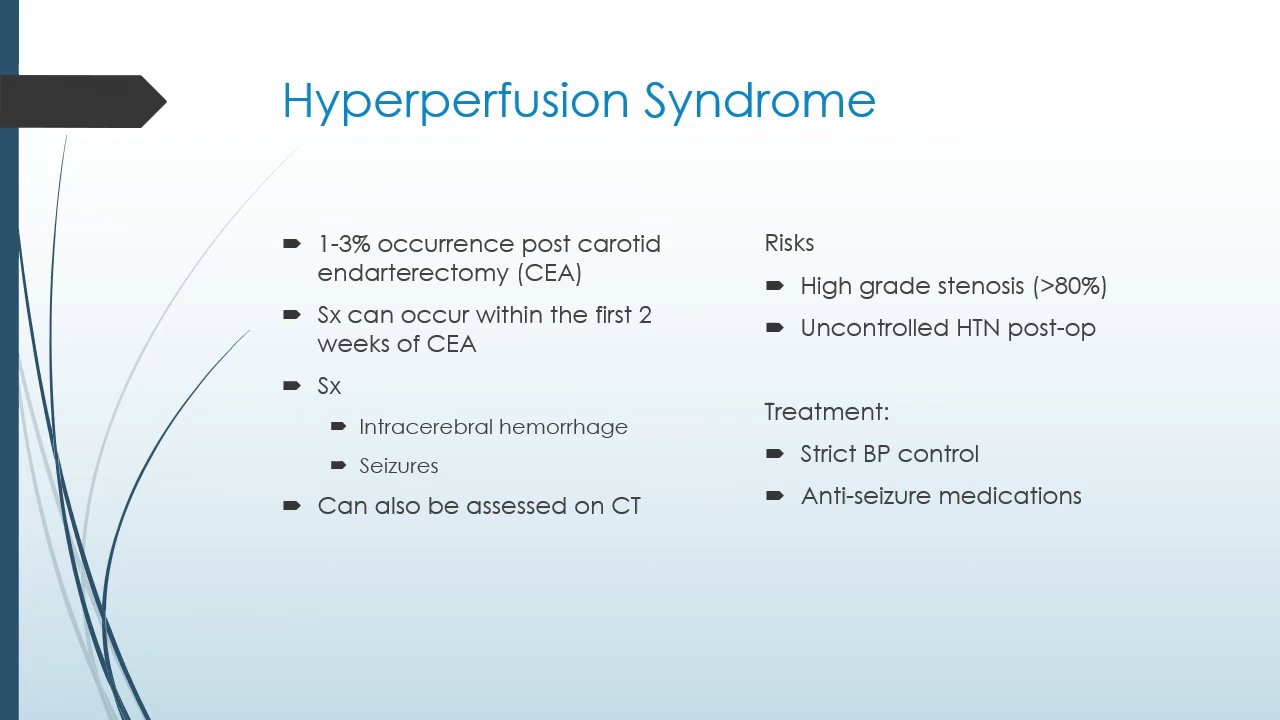 Hyperperfusion Syndrome
1-3% occurrence post carotid
endarterectomy (CEA)
Sx can occur within the first 2
weeks of CEA
Sx
Intracerebral hemorrhage
Seizures
Can also be assessed on CT
Risks
High grade stenosis (>80%)
Uncontrolled HTN post-op
Treatment:
Strict BP control
Anti-seizure medications